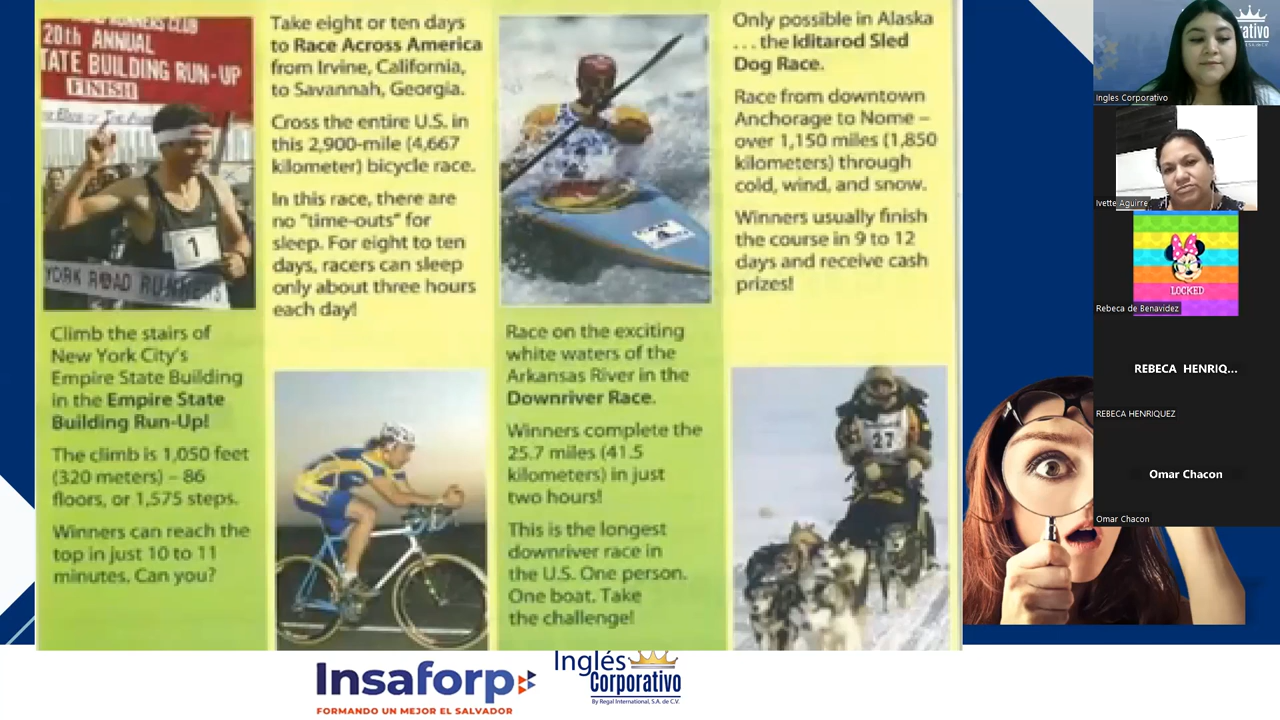 20th ANNUAL
TATE BUILDING RUN-UP
FINISH
1
YORK ROAD RUNNERS
Climb the stairs of
New York City's
Empire State Building
in the Empire State
Building Run-Up!
The climb is 1,050 feet
(320 meters) – 86
floors, or 1,575 steps.
Winners can reach the
top in just 10 to 11
minutes. Can you?
Take eight or ten days
to Race Across America
from Irvine, California,
to Savannah, Georgia.
Cross the entire U.S. in
this 2,900-mile (4,667
kilometer) bicycle race.
In this race, there are
no "time-outs" for
sleep. For eight to ten
days, racers can sleep
only about three hours
each day!
Race on the exciting
white waters of the
Arkansas River in the
Downriver Race.
Winners complete the
25.7 miles (41.5
kilometers) in just
two hours!
This is the longest
downriver race in
the U.S. One person.
One boat. Take
the challenge!
Only possible in Alaska
... the Iditarod Sled
Dog Race.
Race from downtown
Anchorage to Nome –
over 1,150 miles (1,850
kilometers) through
cold, wind, and snow.
Winners usually finish
the course in 9 to 12
days and receive cash
prizes!
27
Insaforp
FORMANDO UN MEJOR EL SALVADOR
Inglés
Corporativo
By Regal International, S.A. de C.V.
Ingles Corporativo
Ivette Aguirre
LOCKED
Rebeca de Benavidez
REBECA HENRIQ...
REBECA HENRIQUEZ
Omar Chacon
Omar Chacon